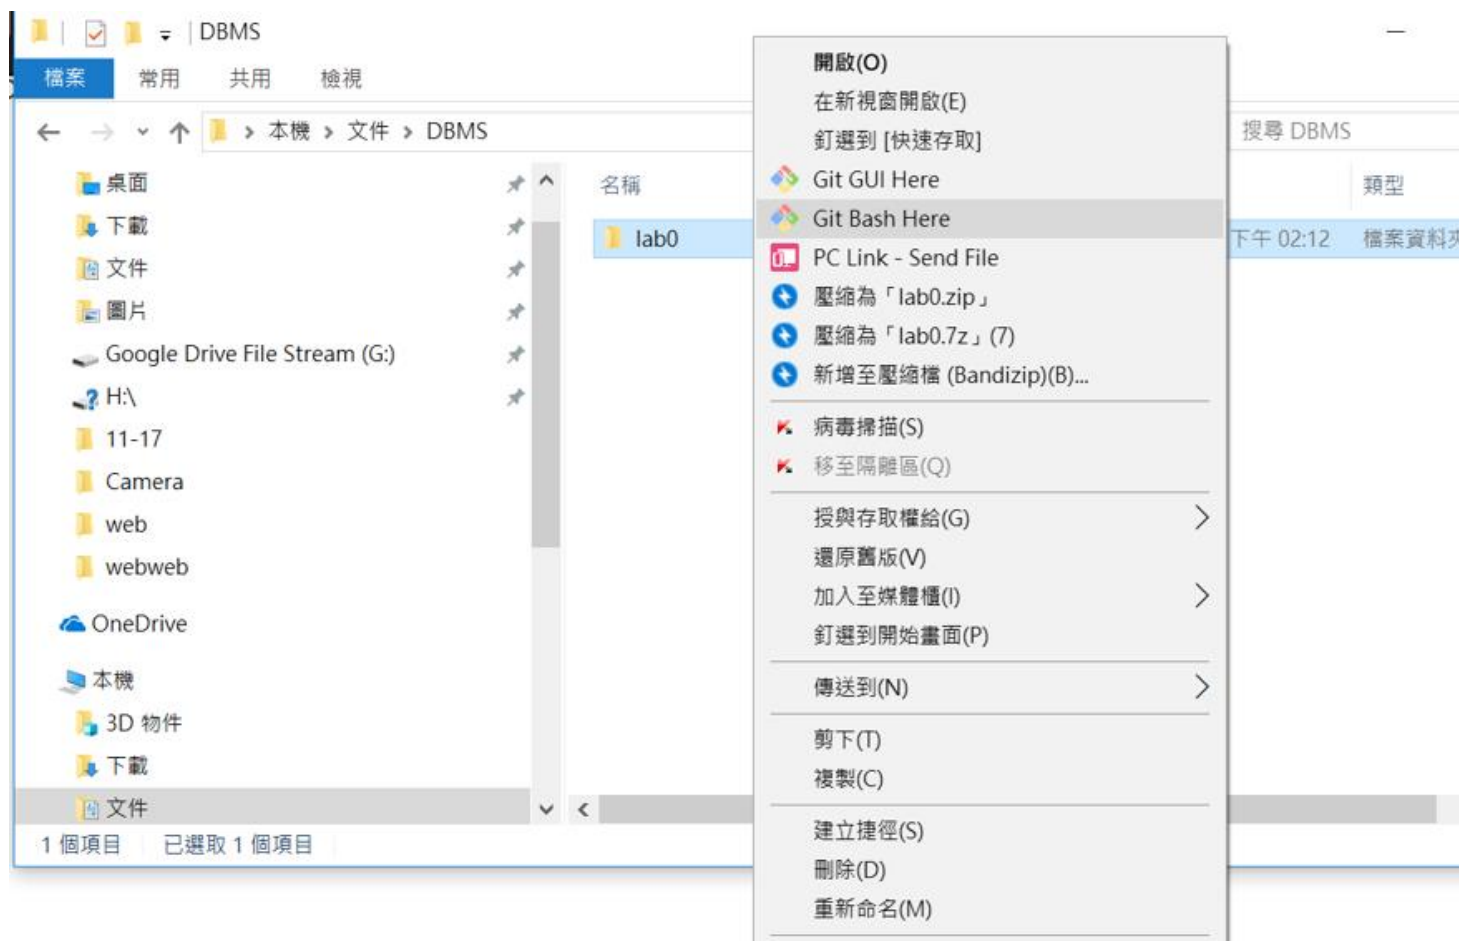 DBMS
檔案 常用 共用 檢視
本機 文件 DBMS
搜尋 DBMS
桌面
下載
文件
圖片
Google Drive File Stream (G:)
H:\
11-17
Camera
web
webweb
OneDrive
本機
3D 物件
下載
文件
1 個項目 已選取 1 個項目
名稱 類型
lab0 下午 02:12 檔案資料夾
開啟(O)
在新視窗開啟(E)
釘選到 [快速存取]
Git GUI Here
Git Bash Here
PC Link - Send File
壓縮為「lab0.zip」
壓縮為「lab0.7z」(7)
新增至壓縮檔 (Bandizip)(B)...
病毒掃描(S)
移至隔離區(Q)
授與存取權給(G)
還原舊版(V)
加入至媒體櫃(I)
釘選到開始畫面(P)
傳送到(N)
剪下(T)
複製(C)
建立捷徑(S)
刪除(D)
重新命名(M)